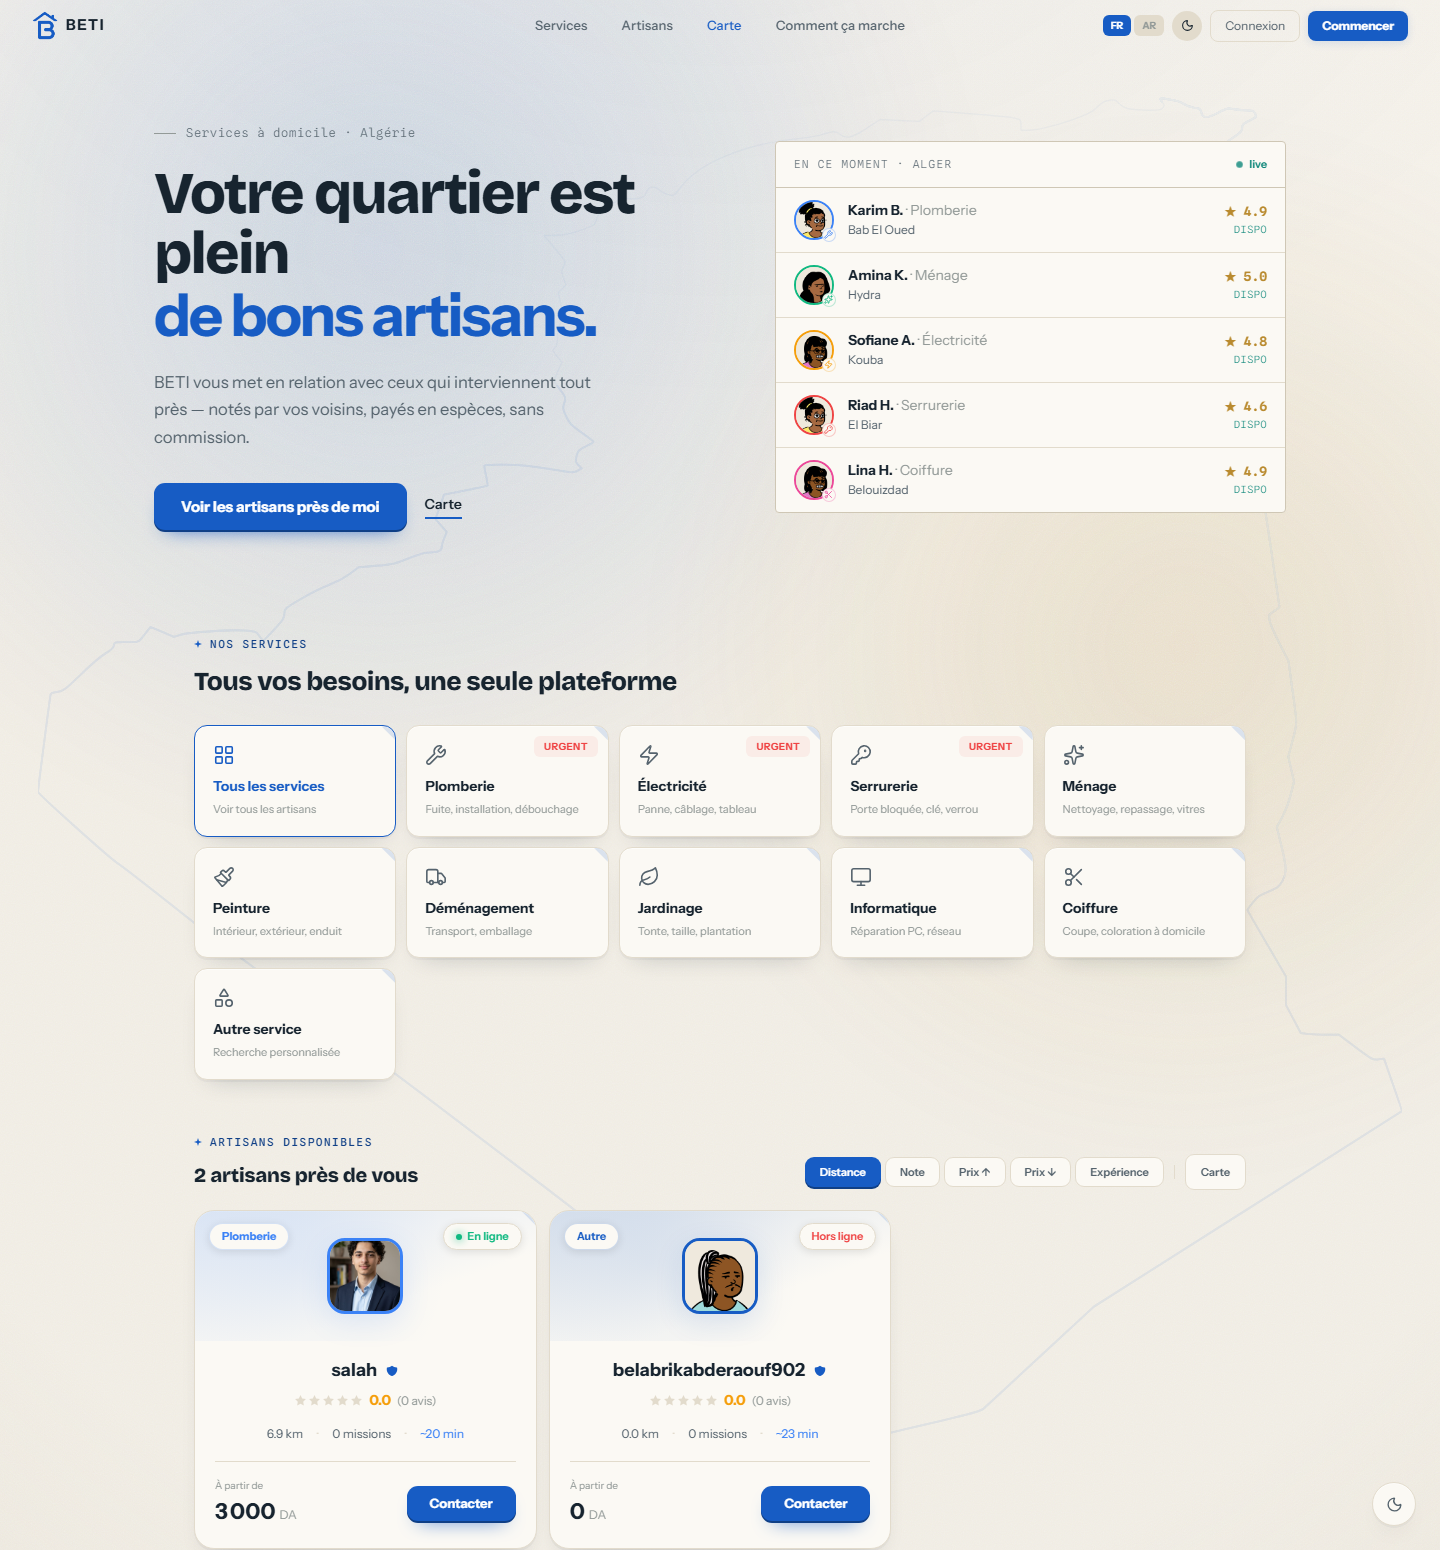 BETI
Services
Artisans
Carte
Comment ça marche
FR
AR
Connexion
Commencer
Services à domicile · Algérie
Votre quartier est
plein
de bons artisans.
BETI vous met en relation avec ceux qui interviennent tout
près — notés par vos voisins, payés en espèces, sans
commission.
Voir les artisans près de moi
Carte
EN CE MOMENT · ALGER
live
Karim B. · Plomberie
Bab El Oued
★ 4.9
DISPO
Amina K. · Ménage
Hydra
★ 5.0
DISPO
Sofiane A. · Électricité
Kouba
★ 4.8
DISPO
Riad H. · Serrurerie
El Biar
★ 4.6
DISPO
Lina H. · Coiffure
Belouizdad
★ 4.9
DISPO
+ NOS SERVICES
Tous vos besoins, une seule plateforme
Tous les services
Voir tous les artisans
URGENT
Plomberie
Fuite, installation, débouchage
URGENT
Électricité
Panne, câblage, tableau
URGENT
Serrurerie
Porte bloquée, clé, verrou
Ménage
Nettoyage, repassage, vitres
Peinture
Intérieur, extérieur, enduit
Déménagement
Transport, emballage
Jardinage
Tonte, taille, plantation
Informatique
Réparation PC, réseau
Coiffure
Coupe, coloration à domicile
Autre service
Recherche personnalisée
+ ARTISANS DISPONIBLES
2 artisans près de vous
Distance
Note
Prix ↑
Prix ↓
Expérience
Carte
Plomberie
En ligne
salah
★★★★★ 0.0 (0 avis)
6.9 km · 0 missions · ~20 min
À partir de
3 000 DA
Contacter
Autre
Hors ligne
belabrikabderaouf902
★★★★★ 0.0 (0 avis)
0.0 km · 0 missions · ~23 min
À partir de
0 DA
Contacter